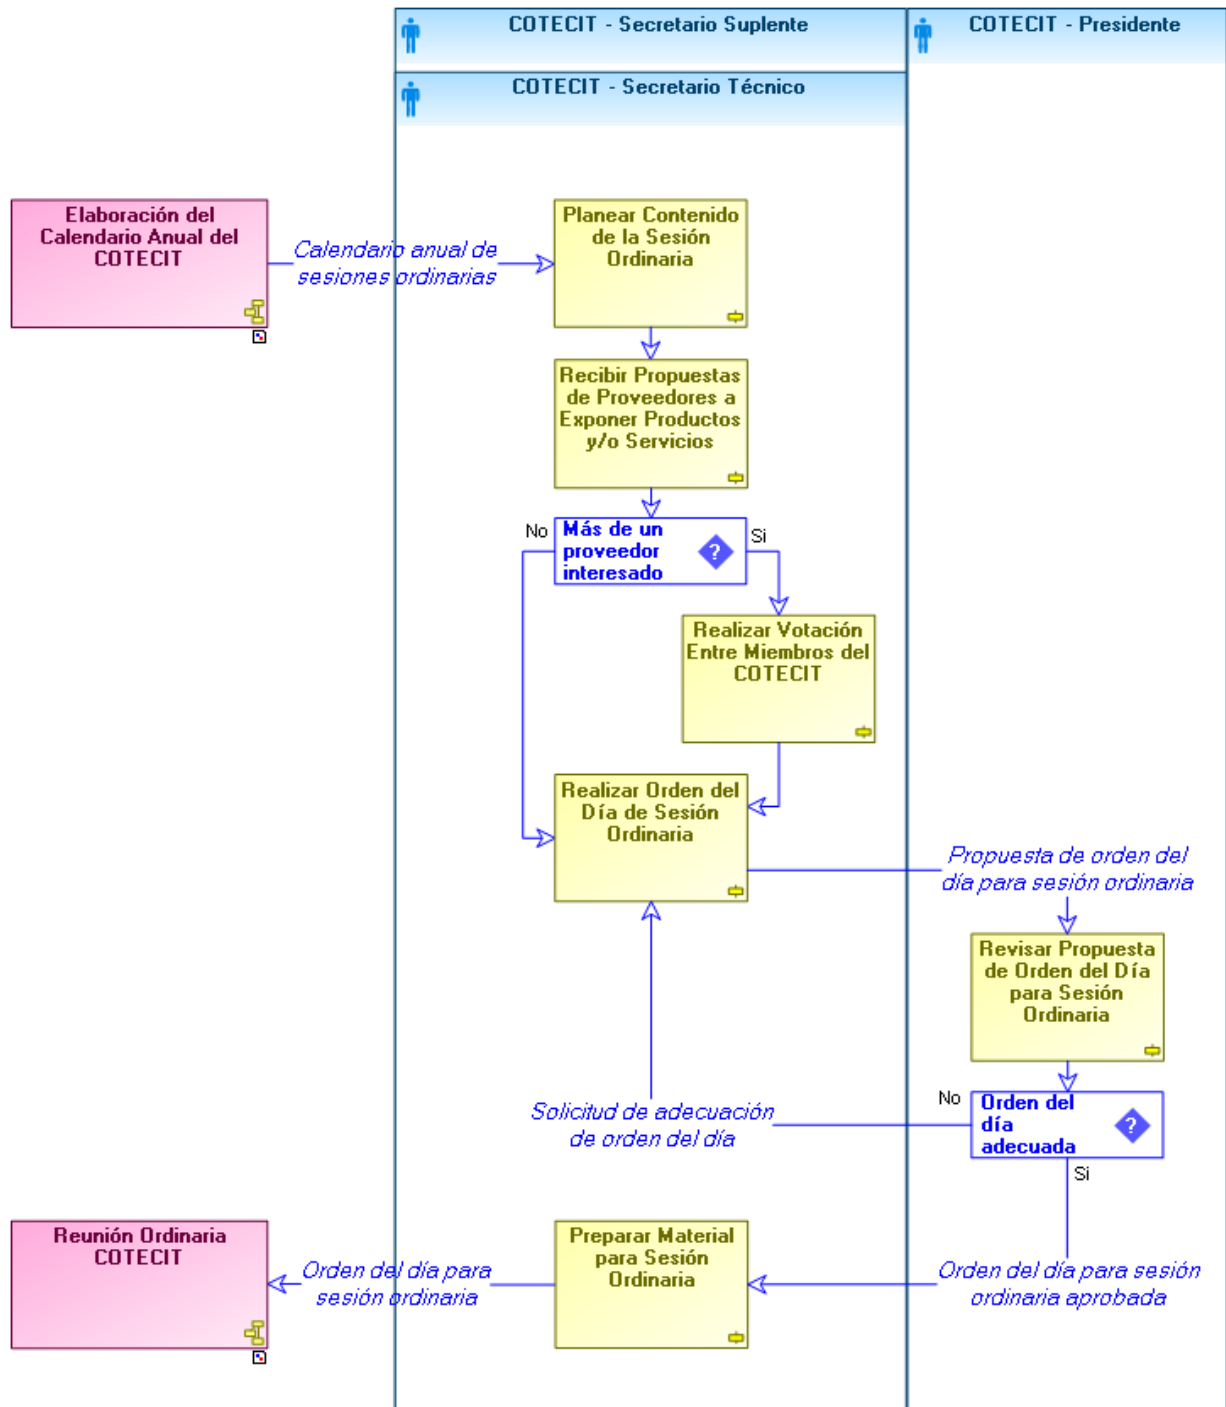 COTECIT - Secretario Suplente
COTECIT - Presidente
COTECIT - Secretario Técnico
Elaboración del
Calendario Anual del
COTECIT
Calendario anual de
sesiones ordinarias
Planear Contenido
de la Sesión
Ordinaria
Recibir Propuestas
de Proveedores a
Exponer Productos
y/o Servicios
No
Más de un
proveedor
interesado
?
Si
Realizar Votación
Entre Miembros del
COTECIT
Realizar Orden del
Día de Sesión
Ordinaria
Propuesta de orden del
día para sesión ordinaria
Revisar Propuesta
de Orden del Día
para Sesión
Ordinaria
No
Orden del
día
adecuada
?
Si
Solicitud de adecuación
de orden del día
Reunión Ordinaria
COTECIT
Orden del día para
sesión ordinaria
Preparar Material
para Sesión
Ordinaria
Orden del día para sesión
ordinaria aprobada